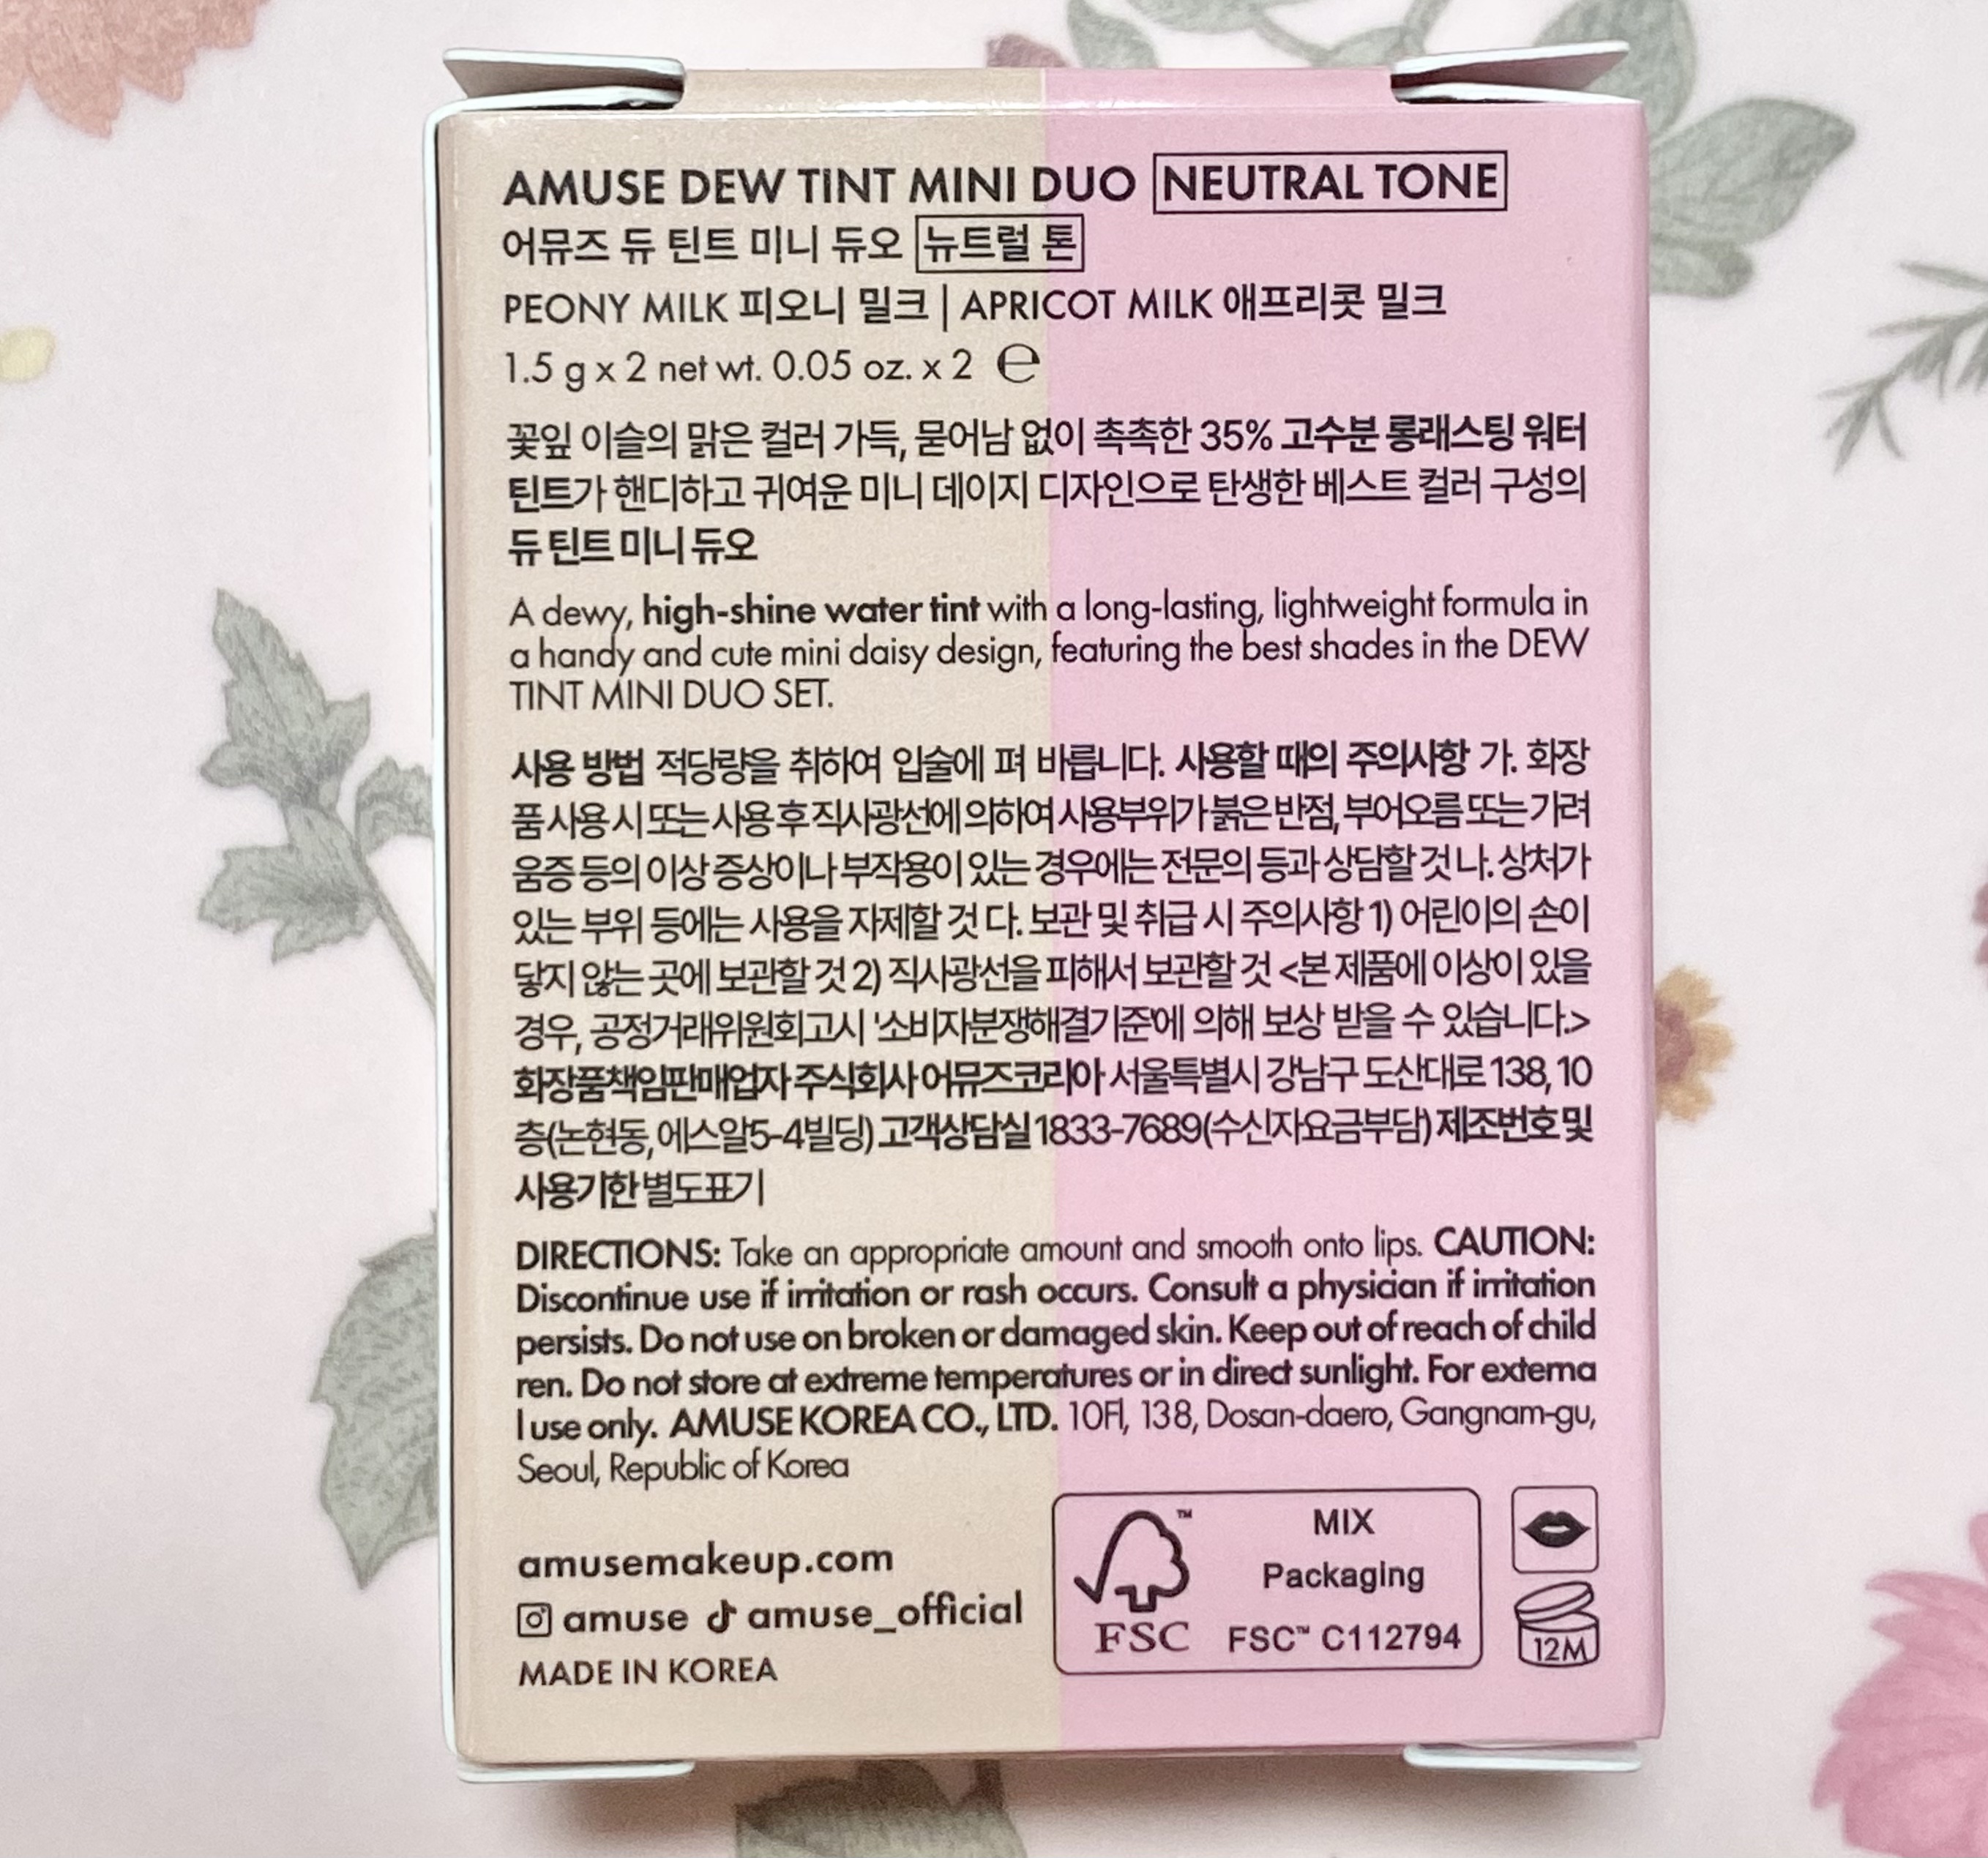 AMUSE DEW TINT MINI DUO NEUTRAL TONE
어뮤즈 듀 틴트 미니 듀오 뉴트럴 톤
PEONY MILK 피오니 밀크 | APRICOT MILK 애프리콧 밀크
1.5 g x 2 net wt. 0.05 oz. x 2 ℮
꽃잎 이슬의 맑은 컬러 가득, 묻어남 없이 촉촉한 35% 고수분 롱래스팅 워터
틴트가 핸디하고 귀여운 미니 데이지 디자인으로 탄생한 베스트 컬러 구성의
듀 틴트 미니 듀오
A dewy, high-shine water tint with a long-lasting, lightweight formula in
a handy and cute mini daisy design, featuring the best shades in the DEW
TINT MINI DUO SET.
사용 방법 적당량을 취하여 입술에 펴 바릅니다. 사용할 때의 주의사항 가. 화장
품 사용 시 또는 사용 후 직사광선에 의하여 사용부위가 붉은 반점, 부어오름 또는 가려
움증 등의 이상 증상이나 부작용이 있는 경우에는 전문의 등과 상담할 것 나. 상처가
있는 부위 등에는 사용을 자제할 것 다. 보관 및 취급 시 주의사항 1) 어린이의 손이
닿지 않는 곳에 보관할 것 2) 직사광선을 피해서 보관할 것 <본 제품에 이상이 있을
경우, 공정거래위원회고시 '소비자분쟁해결기준'에 의해 보상 받을 수 있습니다.>
화장품책임판매업자 주식회사 어뮤즈코리아 서울특별시 강남구 도산대로 138, 10
층(논현동, 에스알5-4빌딩) 고객상담실 1833-7689(수신자요금부담) 제조번호 및
사용기한 별도표기
DIRECTIONS: Take an appropriate amount and smooth onto lips. CAUTION:
Discontinue use if irritation or rash occurs. Consult a physician if irritation
persists. Do not use on broken or damaged skin. Keep out of reach of child
ren. Do not store at extreme temperatures or in direct sunlight. For externa
l use only. AMUSE KOREA CO., LTD. 10Fl, 138, Dosan-daero, Gangnam-gu,
Seoul, Republic of Korea
amusemakeup.com
amuse amuse_official
MADE IN KOREA
™
FSC
MIX
Packaging
FSC™ C112794
12M